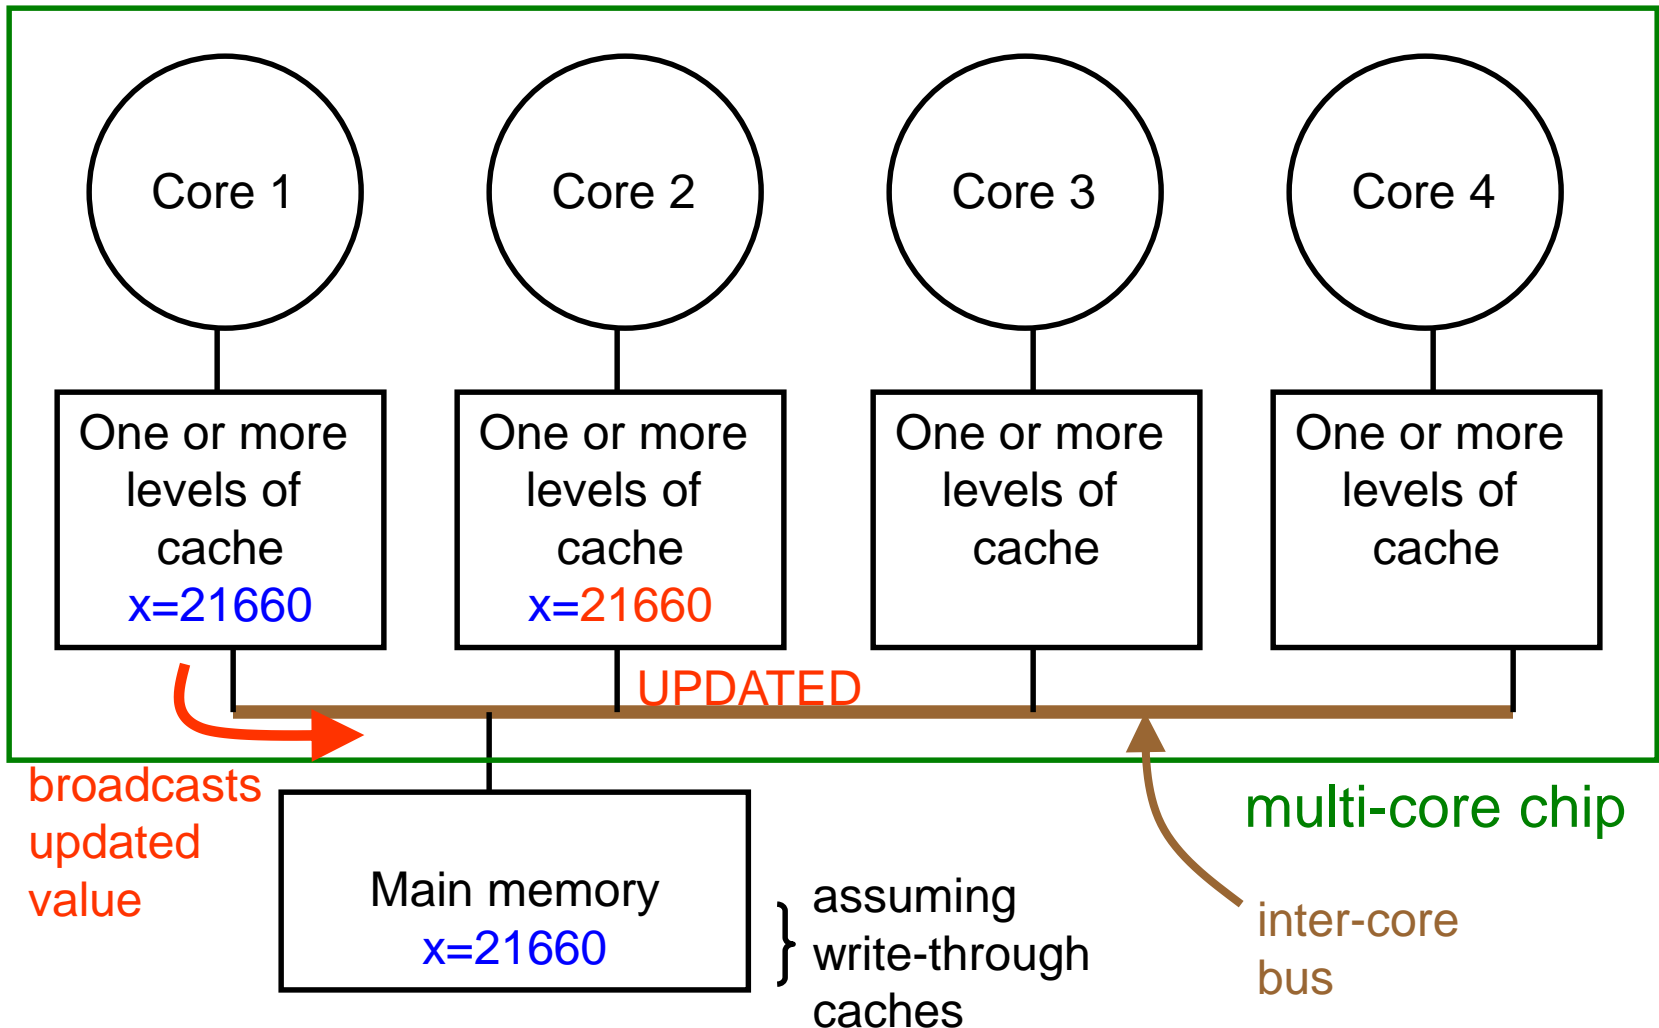 Core 1
Core 2
Core 3
Core 4
One or more
levels of
cache
x=21660
One or more
levels of
cache
x=21660
One or more
levels of
cache
One or more
levels of
cache
UPDATED
broadcasts
updated
value
Main memory
x=21660
assuming
write-through
caches
multi-core chip
inter-core
bus